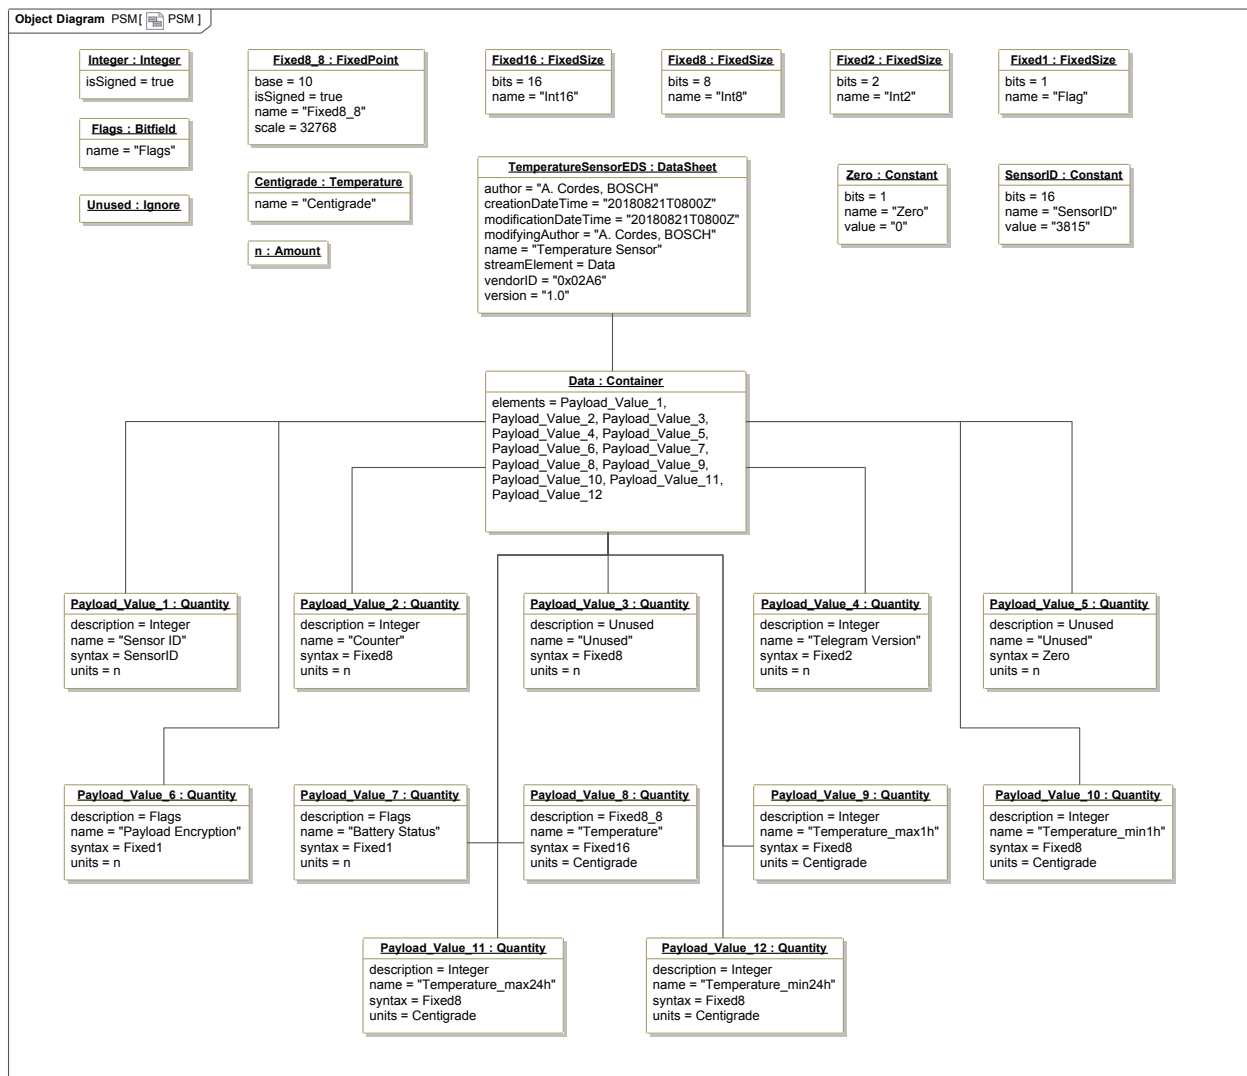 Object Diagram PSM[ PSM ]
Integer : Integer
isSigned = true
Fixed8_8 : FixedPoint
base = 10
isSigned = true
name = "Fixed8_8"
scale = 32768
Fixed16 : FixedSize
bits = 16
name = "Int16"
Fixed8 : FixedSize
bits = 8
name = "Int8"
Fixed2 : FixedSize
bits = 2
name = "Int2"
Fixed1 : FixedSize
bits = 1
name = "Flag"
Flags : Bitfield
name = "Flags"
Centigrade : Temperature
name = "Centigrade"
Unused : Ignore
n : Amount
TemperatureSensorEDS : DataSheet
author = "A. Cordes, BOSCH"
creationDateTime = "20180821T0800Z"
modificationDateTime = "20180821T0800Z"
modifyingAuthor = "A. Cordes, BOSCH"
name = "Temperature Sensor"
streamElement = Data
vendorID = "0x02A6"
version = "1.0"
Zero : Constant
bits = 1
name = "Zero"
value = "0"
SensorID : Constant
bits = 16
name = "SensorID"
value = "3815"
Data : Container
elements = Payload_Value_1,
Payload_Value_2, Payload_Value_3,
Payload_Value_4, Payload_Value_5,
Payload_Value_6, Payload_Value_7,
Payload_Value_8, Payload_Value_9,
Payload_Value_10, Payload_Value_11,
Payload_Value_12
Payload_Value_1 : Quantity
description = Integer
name = "Sensor ID"
syntax = SensorID
units = n
Payload_Value_2 : Quantity
description = Integer
name = "Counter"
syntax = Fixed8
units = n
Payload_Value_3 : Quantity
description = Unused
name = "Unused"
syntax = Fixed8
units = n
Payload_Value_4 : Quantity
description = Integer
name = "Telegram Version"
syntax = Fixed2
units = n
Payload_Value_5 : Quantity
description = Unused
name = "Unused"
syntax = Zero
units = n
Payload_Value_6 : Quantity
description = Flags
name = "Payload Encryption"
syntax = Fixed1
units = n
Payload_Value_7 : Quantity
description = Flags
name = "Battery Status"
syntax = Fixed1
units = n
Payload_Value_8 : Quantity
description = Fixed8_8
name = "Temperature"
syntax = Fixed16
units = Centigrade
Payload_Value_9 : Quantity
description = Integer
name = "Temperature_max1h"
syntax = Fixed8
units = Centigrade
Payload_Value_10 : Quantity
description = Integer
name = "Temperature_min1h"
syntax = Fixed8
units = Centigrade
Payload_Value_11 : Quantity
description = Integer
name = "Temperature_max24h"
syntax = Fixed8
units = Centigrade
Payload_Value_12 : Quantity
description = Integer
name = "Temperature_min24h"
syntax = Fixed8
units = Centigrade